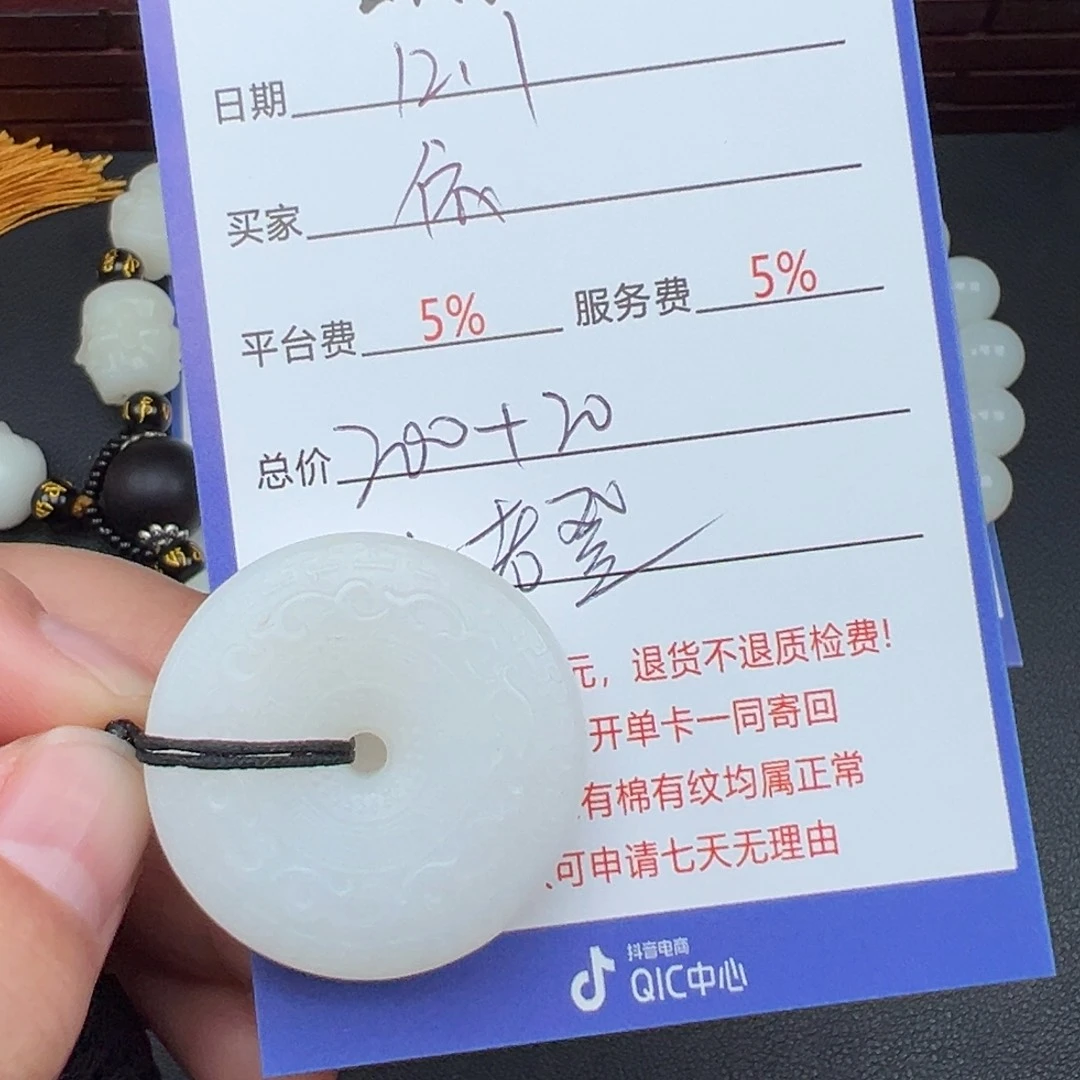 日期 12.1
买家 依
平台费 5% 服务费 5%
总价 200+20
老登
元，退货不退质检费!
开单卡一同寄回
有棉有纹均属正常
可申请七天无理由
抖音电商
QIC中心